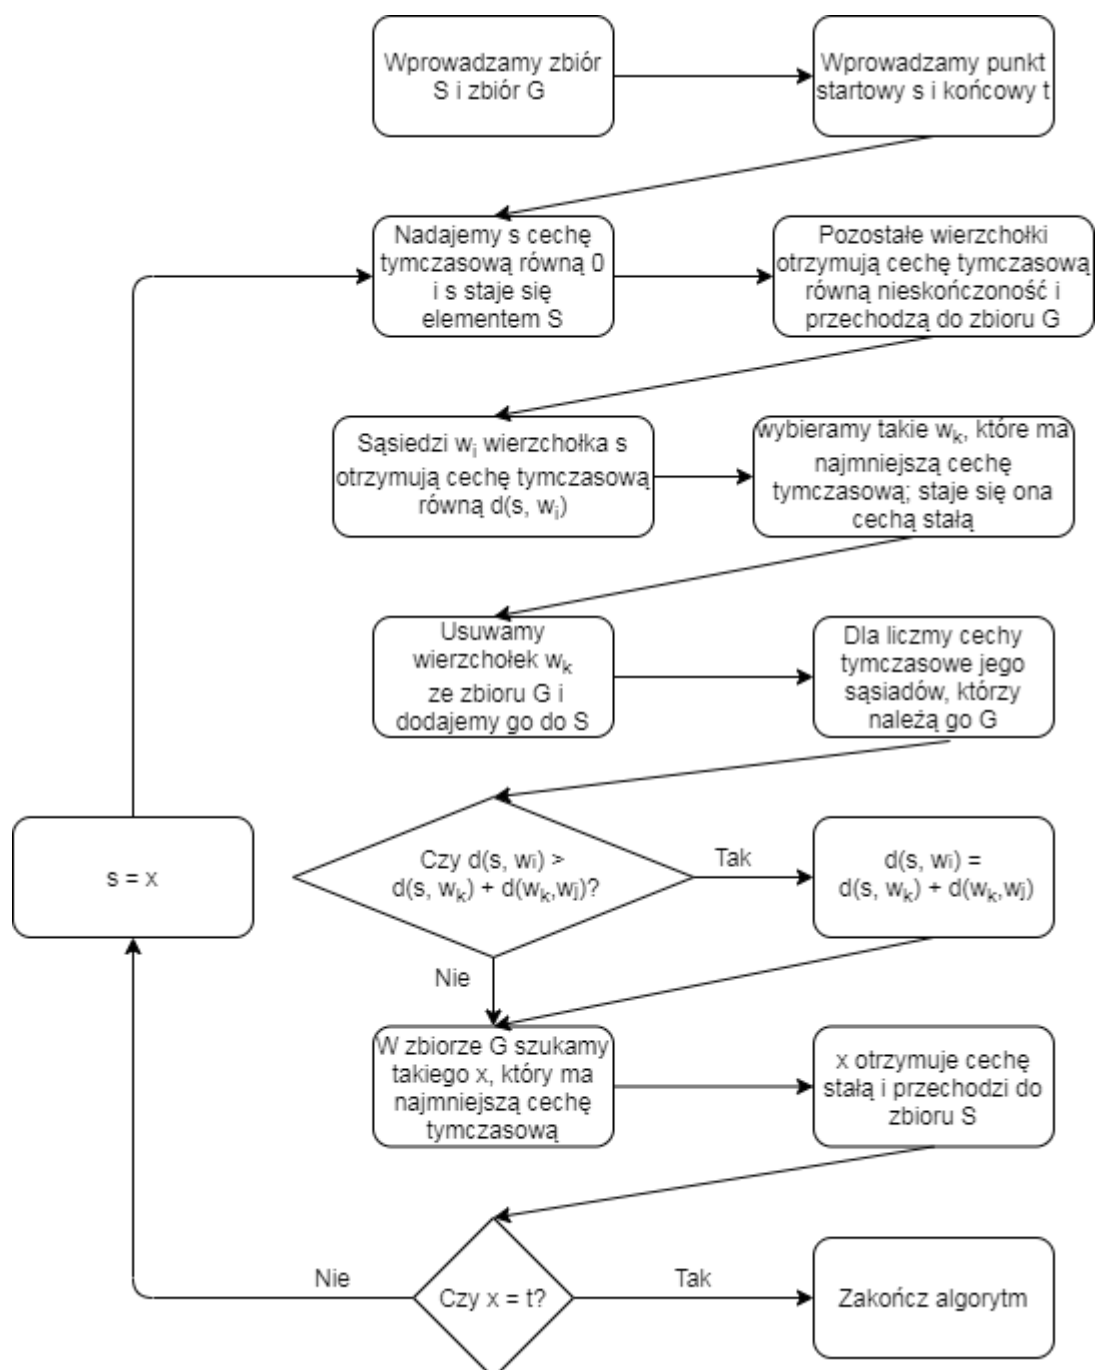 Wprowadzamy zbiór
S i zbiór G
Wprowadzamy punkt
startowy s i końcowy t
Nadajemy s cechę
tymczasową równą 0
i s staje się
elementem S
Pozostałe wierzchołki
otrzymują cechę tymczasową
równą nieskończoność i
przechodzą do zbioru G
Sąsiedzi wᵢ wierzchołka s
otrzymują cechę tymczasową
równą d(s, wᵢ)
wybieramy takie wₖ, które ma
najmniejszą cechę
tymczasową; staje się ona
cechą stałą
Usuwamy
wierzchołek wₖ
ze zbioru G i
dodajemy go do S
Dla liczmy cechy
tymczasowe jego
sąsiadów, którzy
należą go G
Czy d(s, wi) >
d(s, wₖ) + d(wₖ,wj)?
Tak
d(s, wi) =
d(s, wₖ) + d(wₖ,wj)
s = x
Nie
W zbiorze G szukamy
takiego x, który ma
najmniejszą cechę
tymczasową
x otrzymuje cechę
stałą i przechodzi do
zbioru S
Nie
Czy x = t?
Tak
Zakończ algorytm